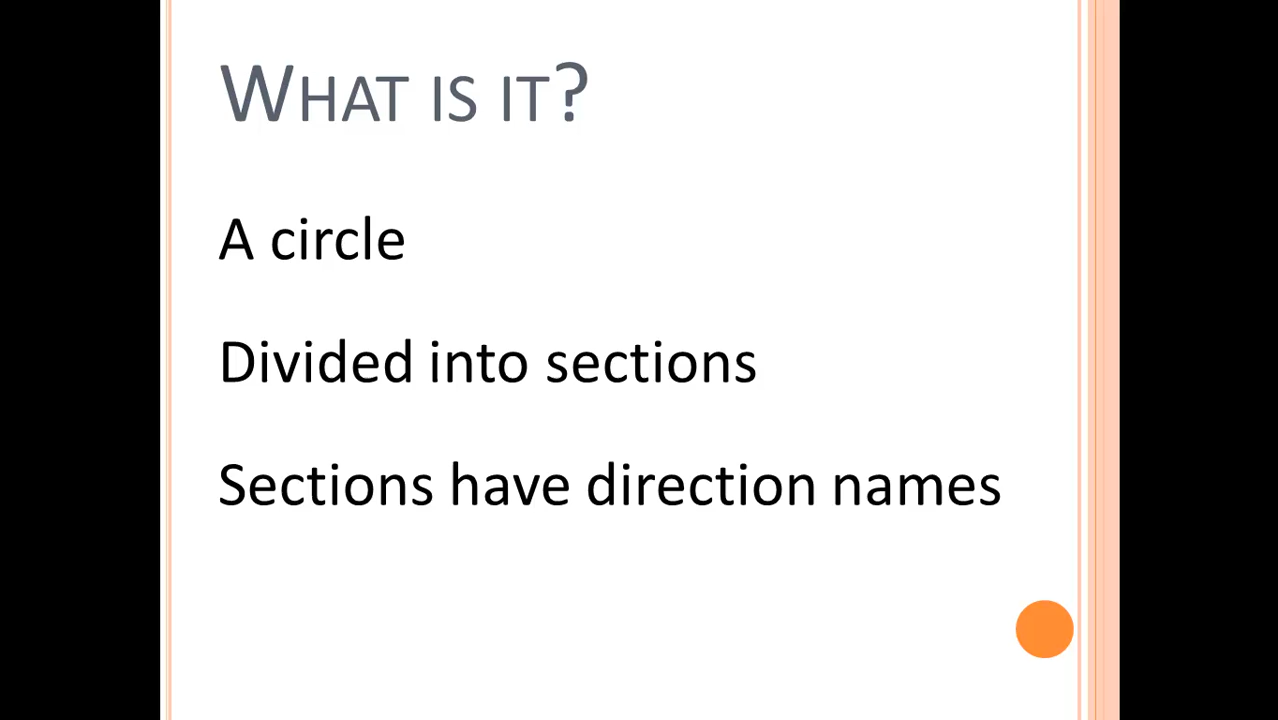 WHAT IS IT?
A circle
Divided into sections
Sections have direction names